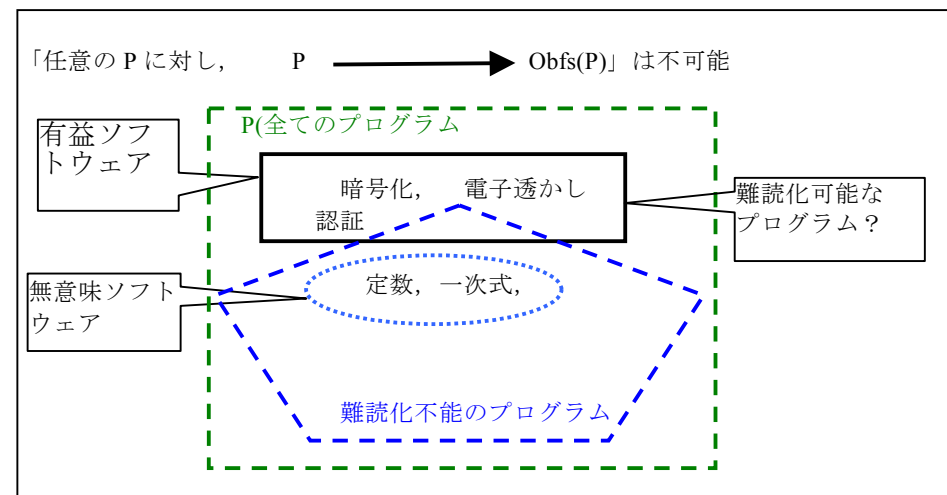 「任意の P に対し，　P　Obfs(P)」は不可能
P(全てのプログラム
有益ソフ
トウェア
暗号化，　電子透かし
認証
難読化可能な
プログラム？
定数，一次式，
無意味ソフト
ウェア
難読化不能のプログラム